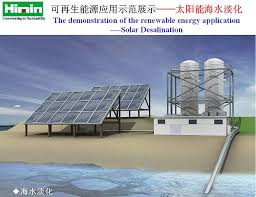 Hinin
可再生能源应用示范展示——太阳能海水淡化
The demonstration of the renewable energy application
----Solar Desalination
◆海水淡化